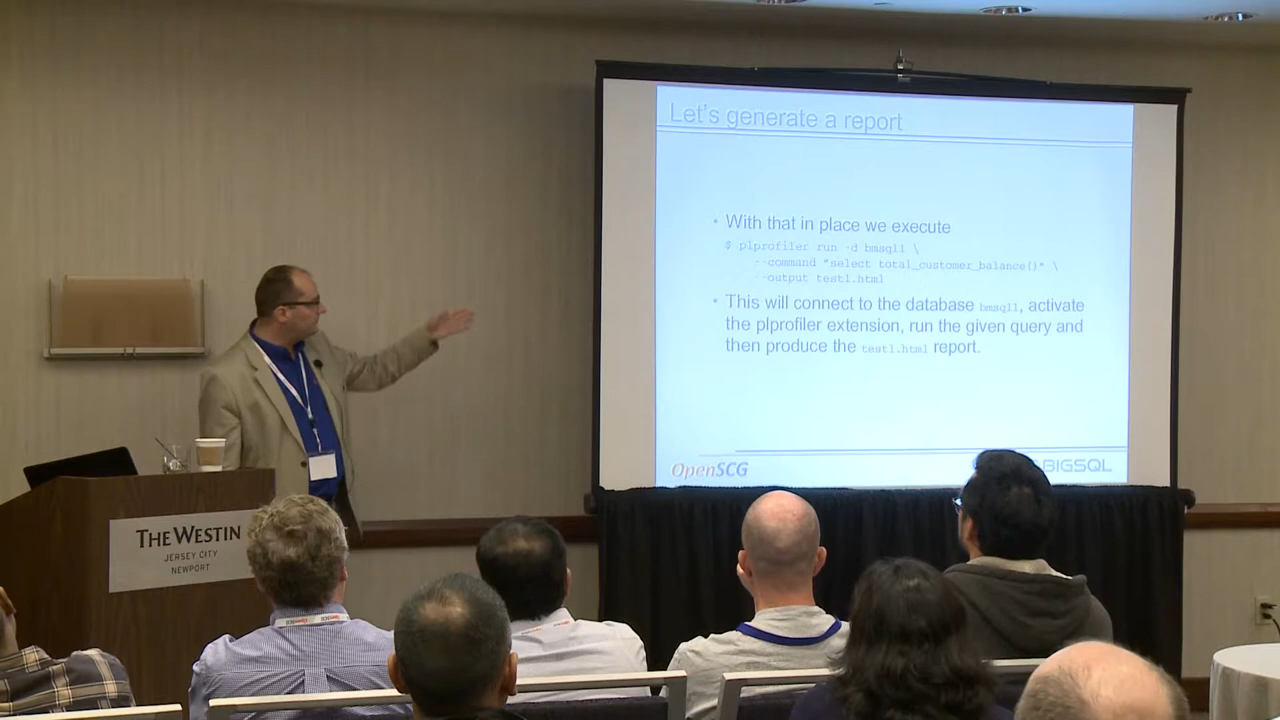 Let's generate a report
• With that in place we execute
$ plprofiler run -d bmsql1 \
--command "select total_customer_balance()" \
--output test1.html
• This will connect to the database bmsql1, activate
the plprofiler extension, run the given query and
then produce the test1.html report.
OpenSCG
BIGSQL
THE WESTIN
JERSEY CITY
NEWPORT